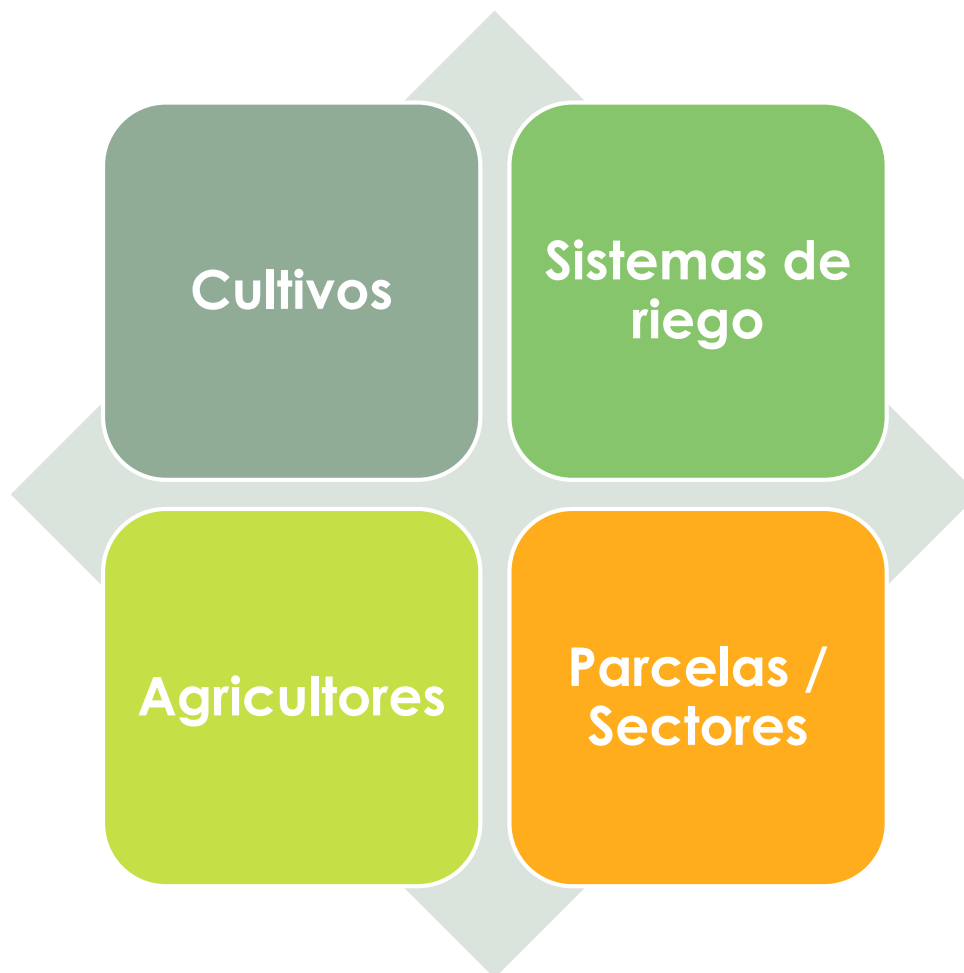 Cultivos
Sistemas de
riego
Agricultores
Parcelas /
Sectores